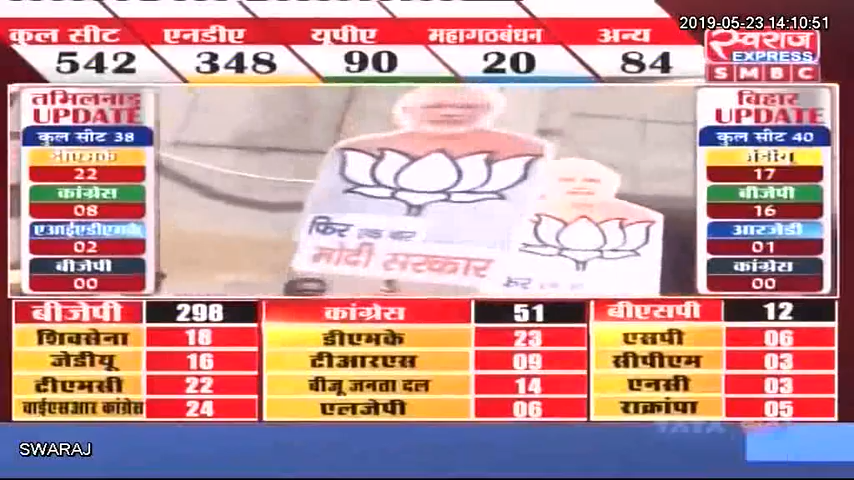 2019-05-23 14:10:51
कुल सीट एनडीए यूपीए महागठबंधन अन्य
542 348 90 20 84
स्वराज
EXPRESS
SMBC
तमिलनाडु
UPDATE
कुल सीट 38
डीएमके
22
कांग्रेस
08
एआईएडीएमके
02
बीजेपी
00
फिर एक बार
मोदी सरकार
फिर
बिहार
UPDATE
कुल सीट 40
17
बीजेपी
16
आरजेडी
01
कांग्रेस
00
बीजेपी 298 कांग्रेस 51 बीएसपी 12
शिवसेना 18 डीएमके 23 एसपी 06
जेडीयू 16 टीआरएस 09 सीपीएम 03
टीएमसी 22 बीजू जनता दल 14 एनसी 03
वाईएसआर कांग्रेस 24 एलजेपी 06 राकांपा 05
SWARAJ